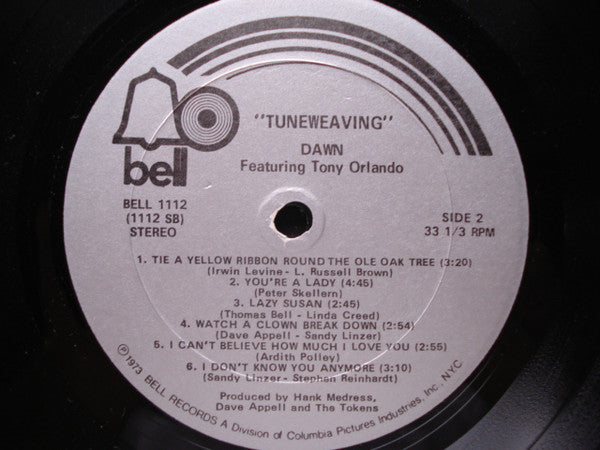 bell
"TUNEWEAVING"
DAWN
Featuring Tony Orlando
BELL 1112
(1112 SB)
STEREO
SIDE 2
33 1/3 RPM
1. TIE A YELLOW RIBBON ROUND THE OLE OAK TREE (3:20)
(Irwin Levine - L. Russell Brown)
2. YOU'RE A LADY (4:45)
(Peter Skellern)
3. LAZY SUSAN (2:45)
(Thomas Bell - Linda Creed)
4. WATCH A CLOWN BREAK DOWN (2:54)
(Dave Appell - Sandy Linzer)
5. I CAN'T BELIEVE HOW MUCH I LOVE YOU (2:55)
(Ardith Polley)
6. I DON'T KNOW YOU ANYMORE (3:10)
(Sandy Linzer - Stephan Reinhardt)
Produced by Hank Medress,
Dave Appell and The Tokens
℗1973 BELL RECORDS A Division of Columbia Pictures Industries, Inc., N.Y.C.